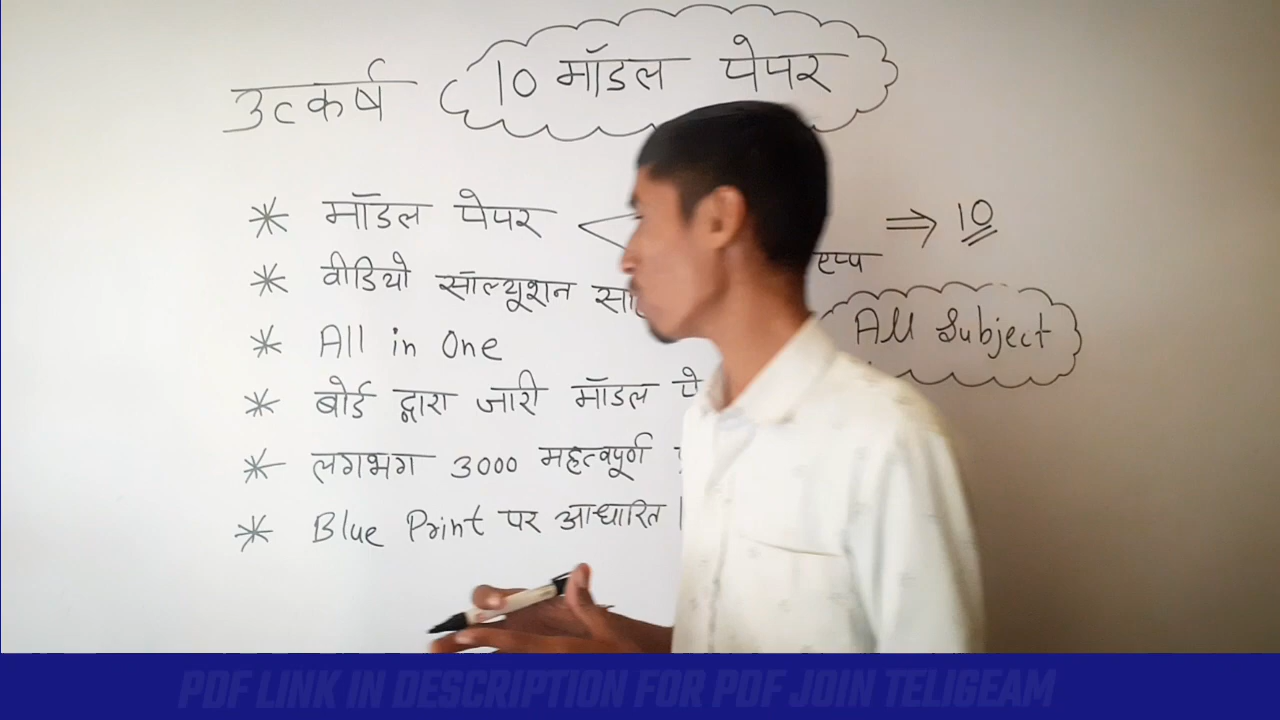 उत्कर्ष 10 मॉडल पेपर
* मॉडल पेपर ⇒ 10
* वीडियो सॉल्यूशन
All Subject
* All in One
* बोर्ड द्वारा जारी मॉडल
* लगभग 3000 महत्वपूर्ण
* Blue Print पर आधारित
PDF LINK IN DESCRIPTION FOR PDF JOIN TELIGEAM